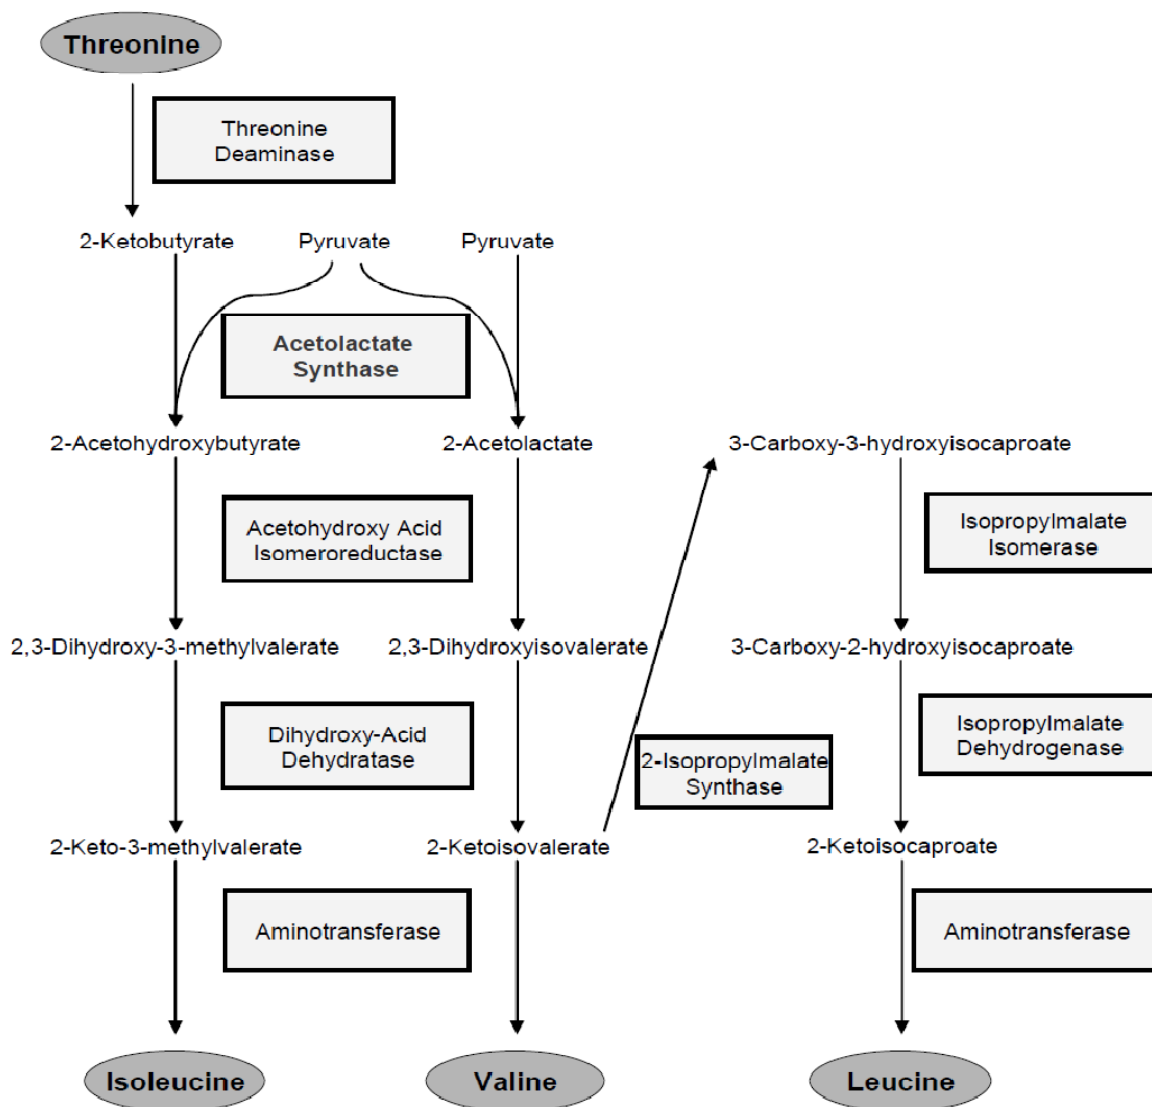 Threonine
Threonine
Deaminase
2-Ketobutyrate
Pyruvate
Pyruvate
Acetolactate
Synthase
2-Acetohydroxybutyrate
2-Acetolactate
3-Carboxy-3-hydroxyisocaproate
Acetohydroxy Acid
Isomeroreductase
Isopropylmalate
Isomerase
2,3-Dihydroxy-3-methylvalerate
2,3-Dihydroxyisovalerate
3-Carboxy-2-hydroxyisocaproate
Dihydroxy-Acid
Dehydratase
2-Isopropylmalate
Synthase
Isopropylmalate
Dehydrogenase
2-Keto-3-methylvalerate
2-Ketoisovalerate
2-Ketoisocaproate
Aminotransferase
Aminotransferase
Isoleucine
Valine
Leucine